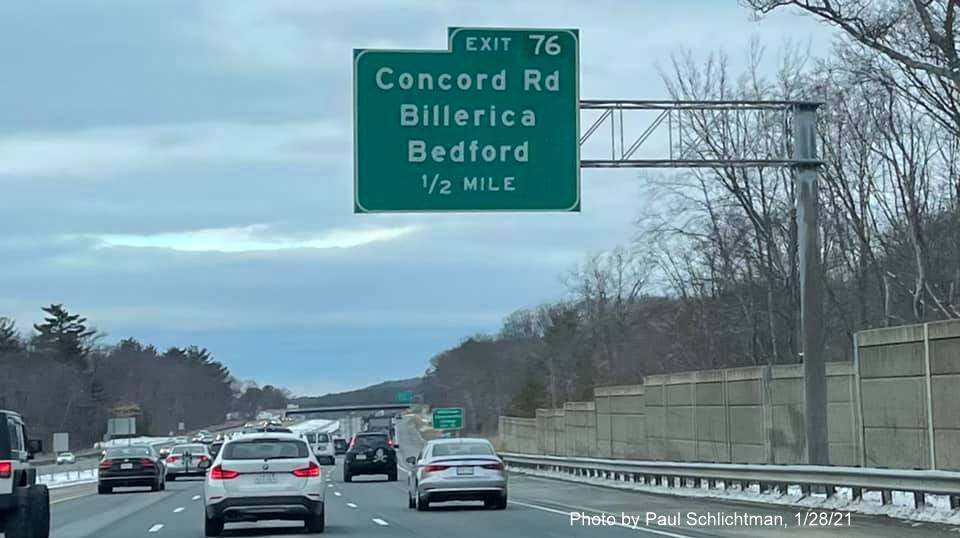 EXIT 76
Concord Rd
Billerica
Bedford
1/2 MILE
Photo by Paul Schlichtman, 1/28/21